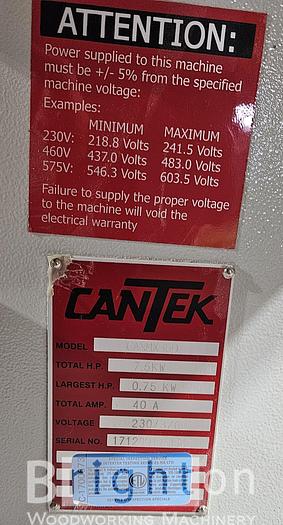 ATTENTION:
Power supplied to this machine
must be +/- 5% from the specified
machine voltage:
Examples:
MINIMUM MAXIMUM
230V: 218.8 Volts 241.5 Volts
460V 437.0 Volts 483.0 Volts
575V: 546.3 Volts 603.5 Volts
Failure to supply the proper voltage
to the machine will void the
electrical warranty
CANTEK
MODEL
TOTAL H.P. 7.5KW
LARGEST H.P. 0.75 KW
TOTAL AMP. 40 A
VOLTAGE 230
SERIAL NO. 1712
light
WOODWORKING MACHINERY